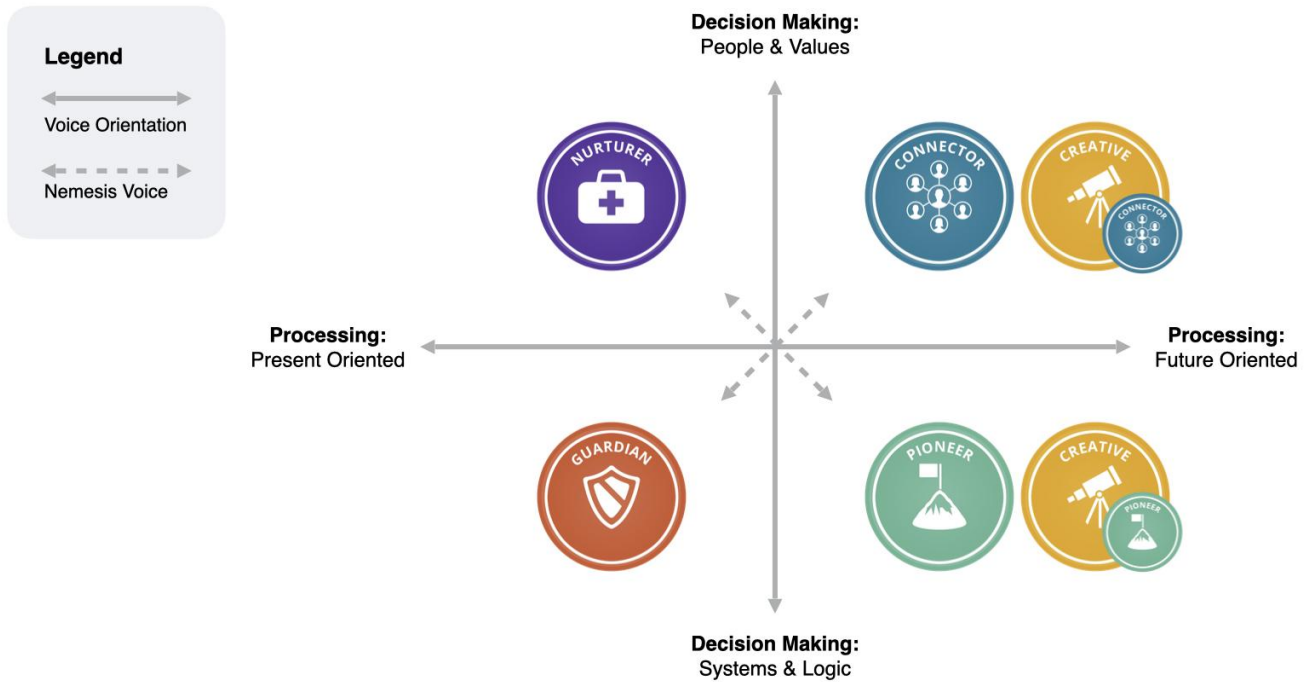 Legend
Voice Orientation
Nemesis Voice
Decision Making:
People & Values
NURTURER
CONNECTOR
CREATIVE
CONNECTOR
Processing:
Present Oriented
Processing:
Future Oriented
GUARDIAN
PIONEER
CREATIVE
PIONEER
Decision Making:
Systems & Logic